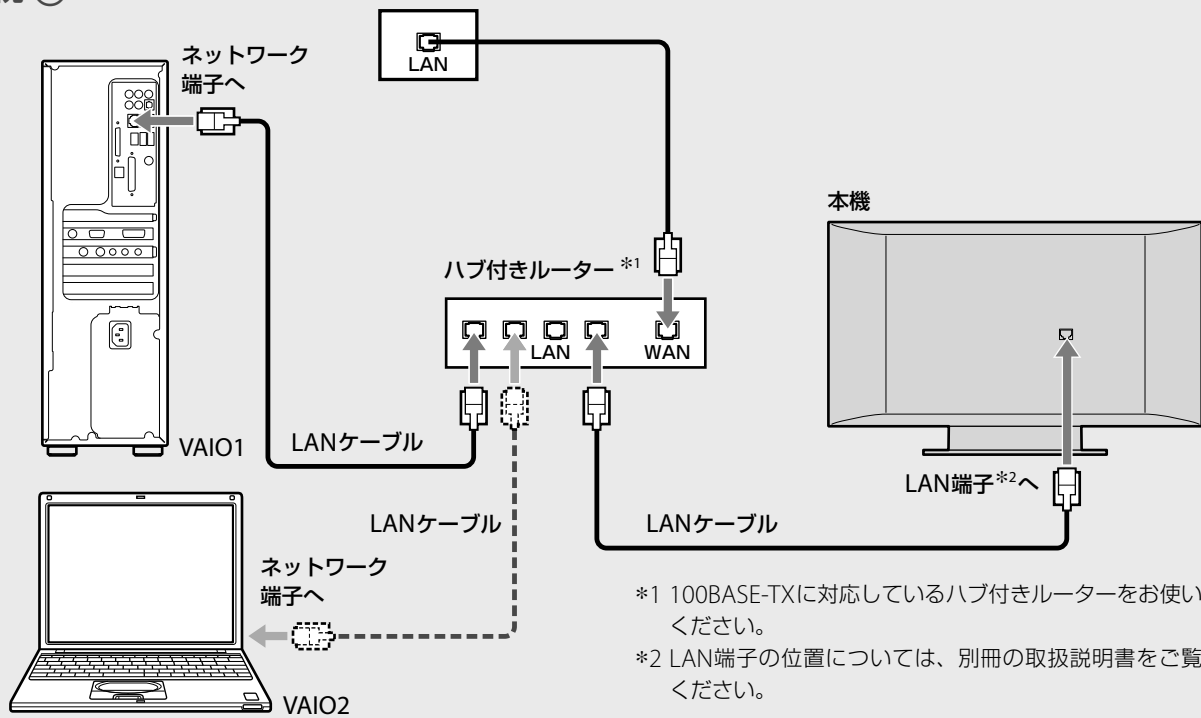 ネットワーク
端子へ
LAN
本機
ハブ付きルーター *1
LAN
WAN
VAIO1
LANケーブル
LAN端子*2へ
LANケーブル
LANケーブル
ネットワーク
端子へ
VAIO2
*1 100BASE-TXに対応しているハブ付きルーターをお使い
ください。
*2 LAN端子の位置については、別冊の取扱説明書をご覧
ください。